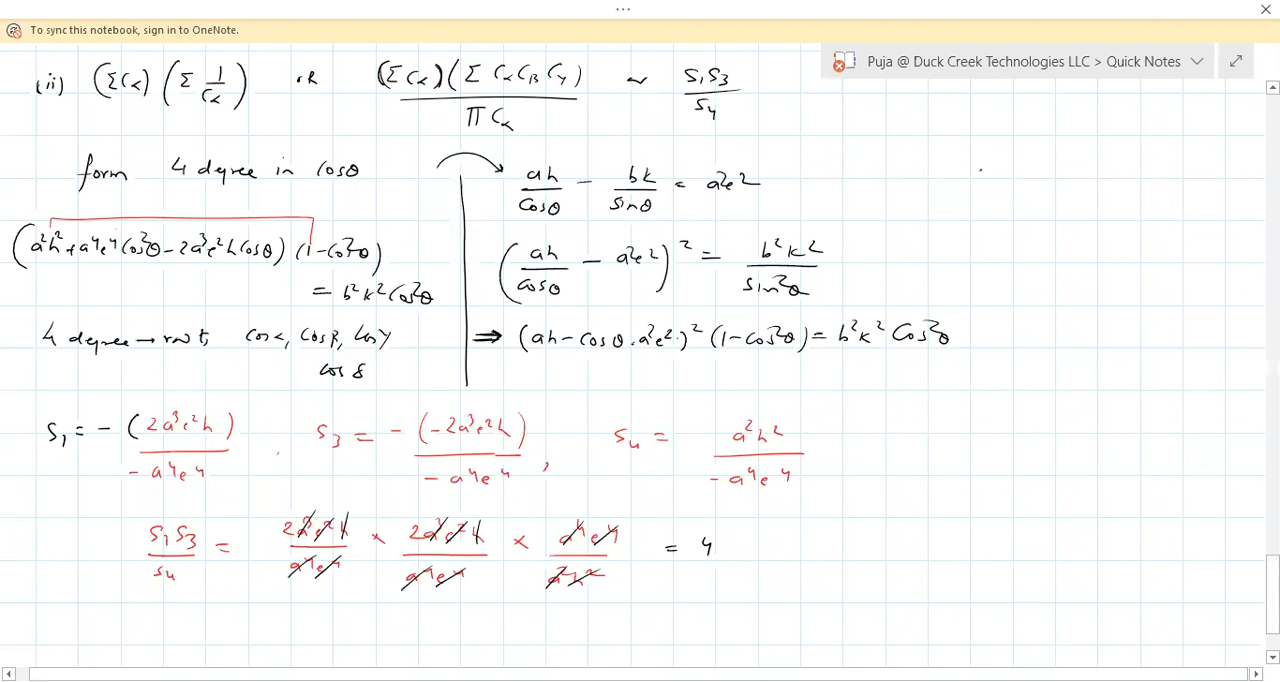 To sync this notebook, sign in to OneNote.
Puja @ Duck Creek Technologies LLC > Quick Notes
(ii) (Σ Cα) (Σ 1/Cα) OR (Σ Cα)(Σ Cα Cβ Cγ) / Π Cα ~ S₁S₃/S₄
form 4 degree in cosθ
(a²h² + a⁴e⁴cos²θ − 2a³e²h cosθ) (1 − cos²θ)
= b²k² cos²θ
4 degree → roots cosα, cosβ, cosγ
cos δ
ah/cosθ − bk/sinθ = a²e²
(ah/cosθ − a²e²)² = b²k²/sin²θ
⇒ (ah − cosθ . a²e².)² (1 − cos²θ) = b²k² cos²θ
S₁ = − (2a³e²h) / −a⁴e⁴ . S₃ = − (−2a³e²h) / −a⁴e⁴ , S₄ = a²h² / −a⁴e⁴
S₁S₃/S₄ = 2a³e²h/a⁴e⁴ × 2a³e²h/a⁴e⁴ × a⁴e⁴/a²h² = 4